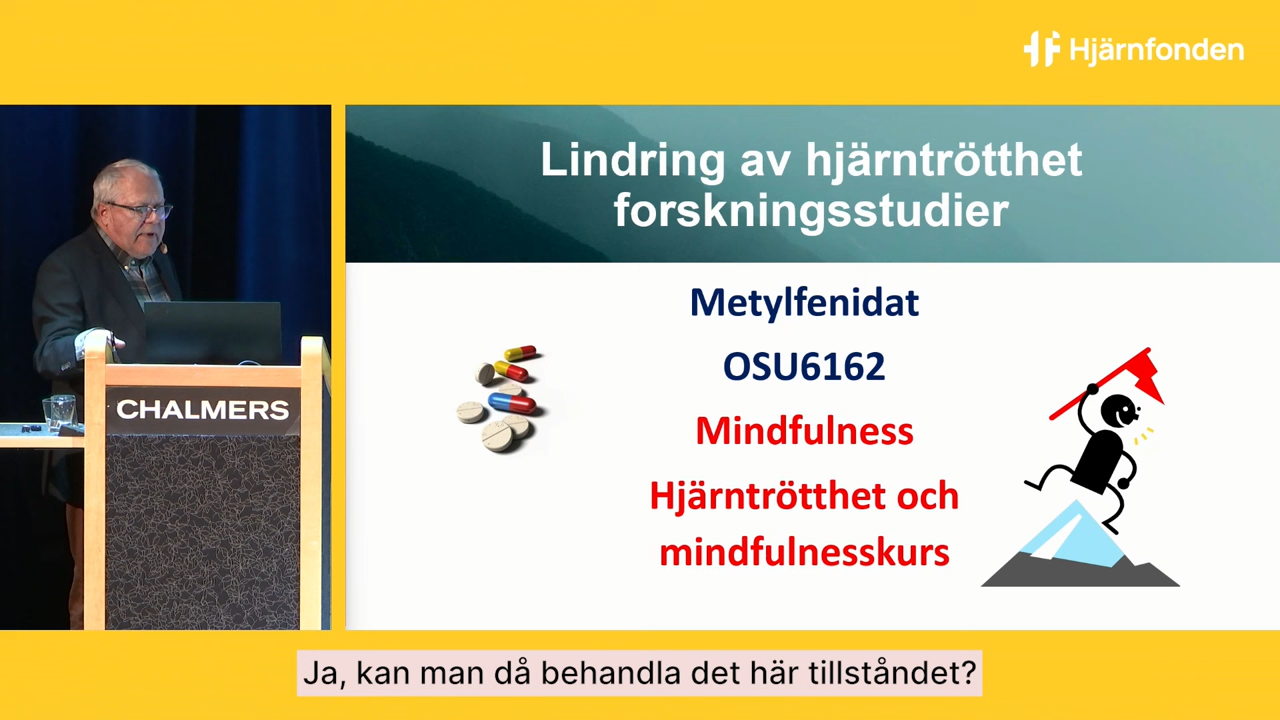 Hjärnfonden
Lindring av hjärntrötthet
forskningsstudier
Metylfenidat
OSU6162
Mindfulness
Hjärntrötthet och
mindfulnesskurs
CHALMERS
Ja, kan man då behandla det här tillståndet?